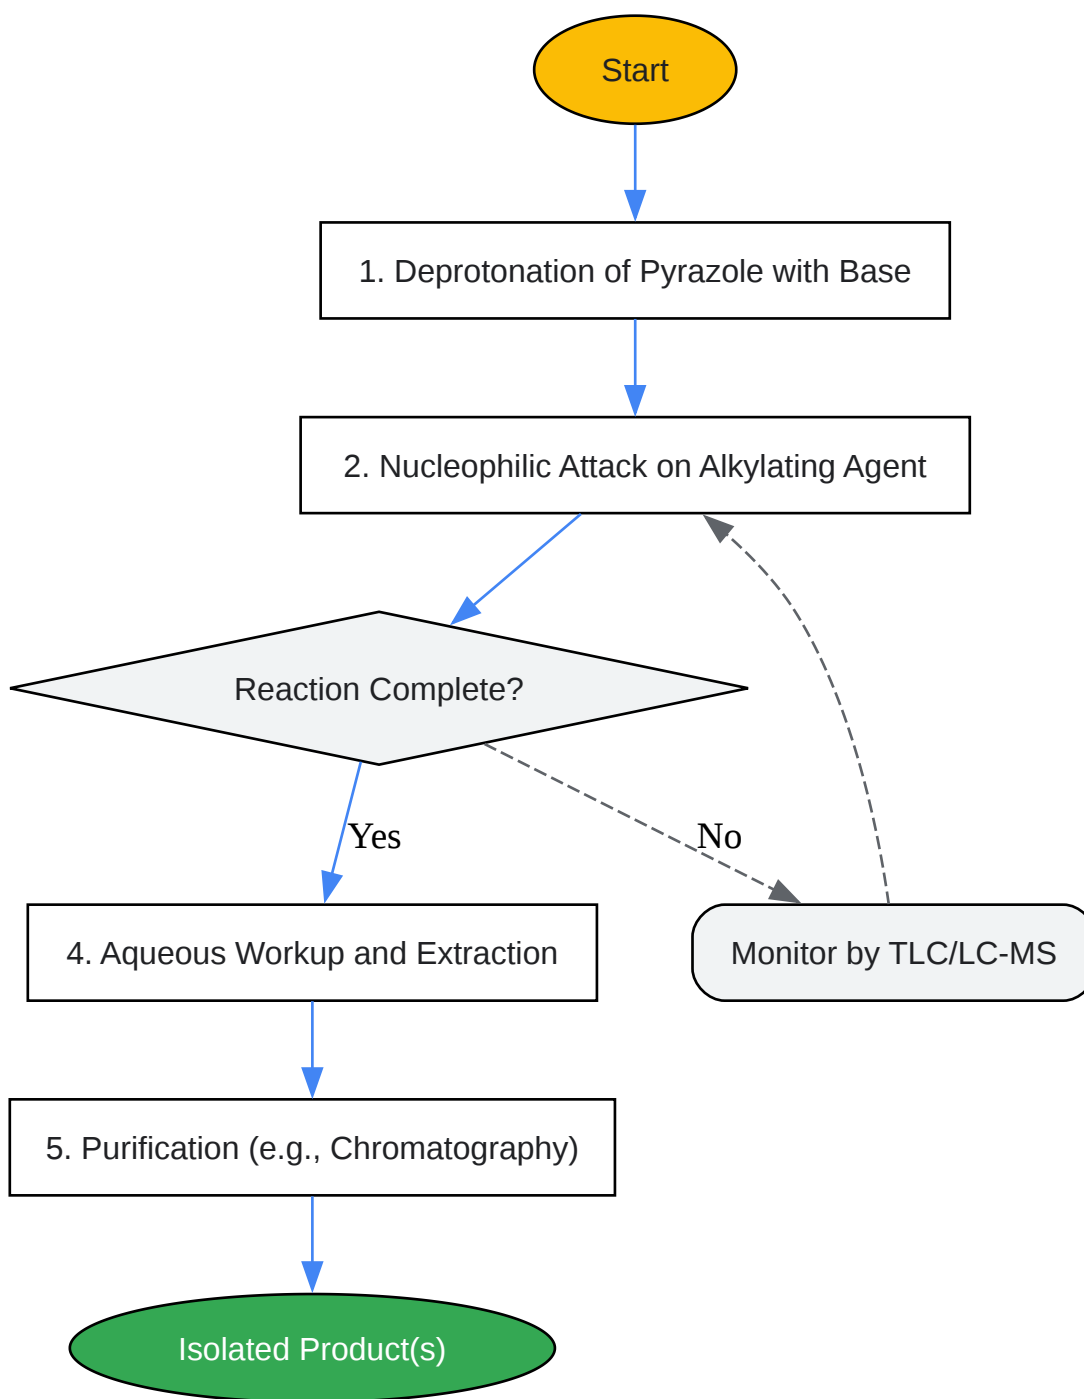 Start
1. Deprotonation of Pyrazole with Base
2. Nucleophilic Attack on Alkylating Agent
Reaction Complete?
Yes
No
4. Aqueous Workup and Extraction
Monitor by TLC/LC-MS
5. Purification (e.g., Chromatography)
Isolated Product(s)